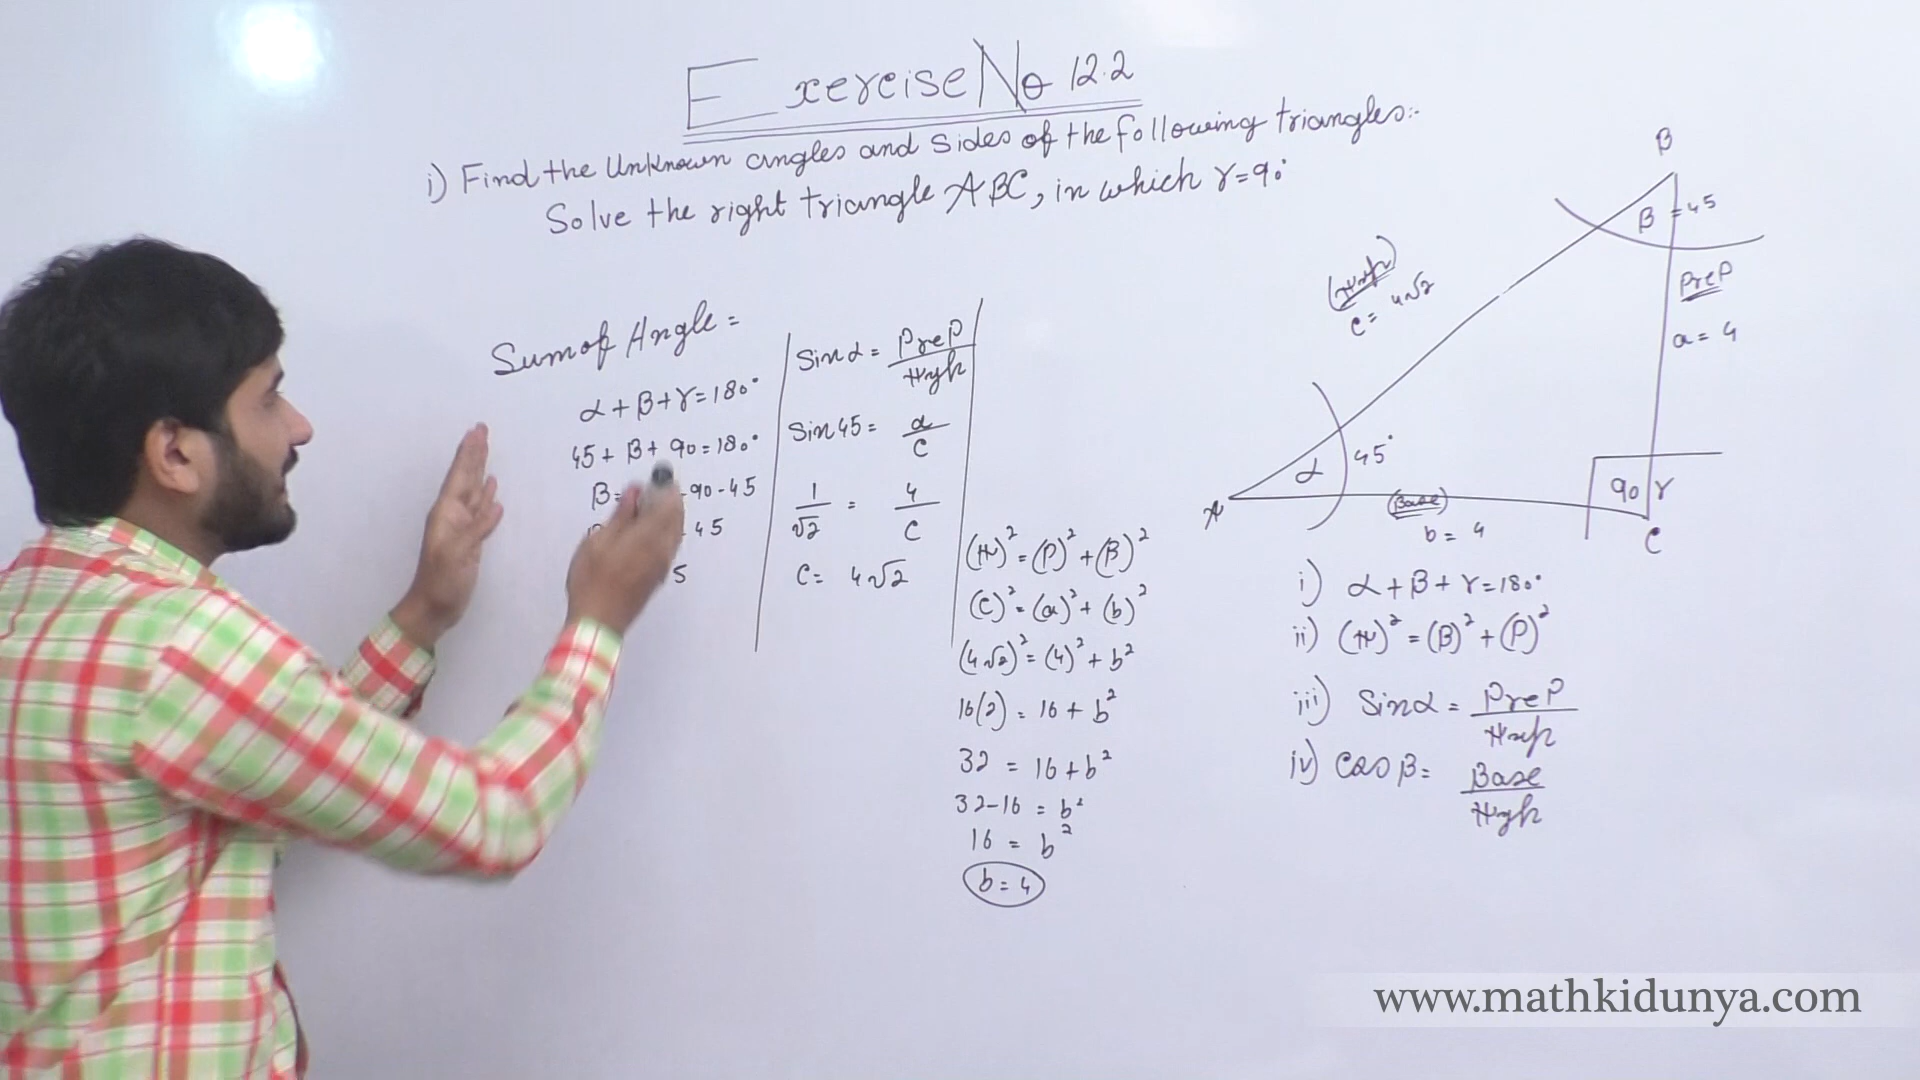 Exercise No 12.2
i) Find the Unknown angles and Sides of the following triangles:-
Solve the right triangle ABC, in which γ=90°
Sum of Angle =
α+β+γ=180°
45+β+90=180°
β= -90-45
45
5
Sin α = PreP / Hyp
Sin 45 = a / C
1/√2 = 4/C
C= 4√2
(H)²=(P)²+(B)²
(C)²=(a)²+(b)²
(4√2)²=(4)²+b²
16(2) = 16+b²
32 = 16+b²
32-16 = b²
16 = b²
b=4
B
β =45
PreP
a= 4
(Hyp)
C= 4√2
α 45°
A
(Base)
b= 4
90 γ
C
i) α+β+γ=180°
ii) (H)²=(B)²+(P)²
iii) Sin α = PreP / Hyp
iv) Cos β = Base / Hyp
www.mathkidunya.com